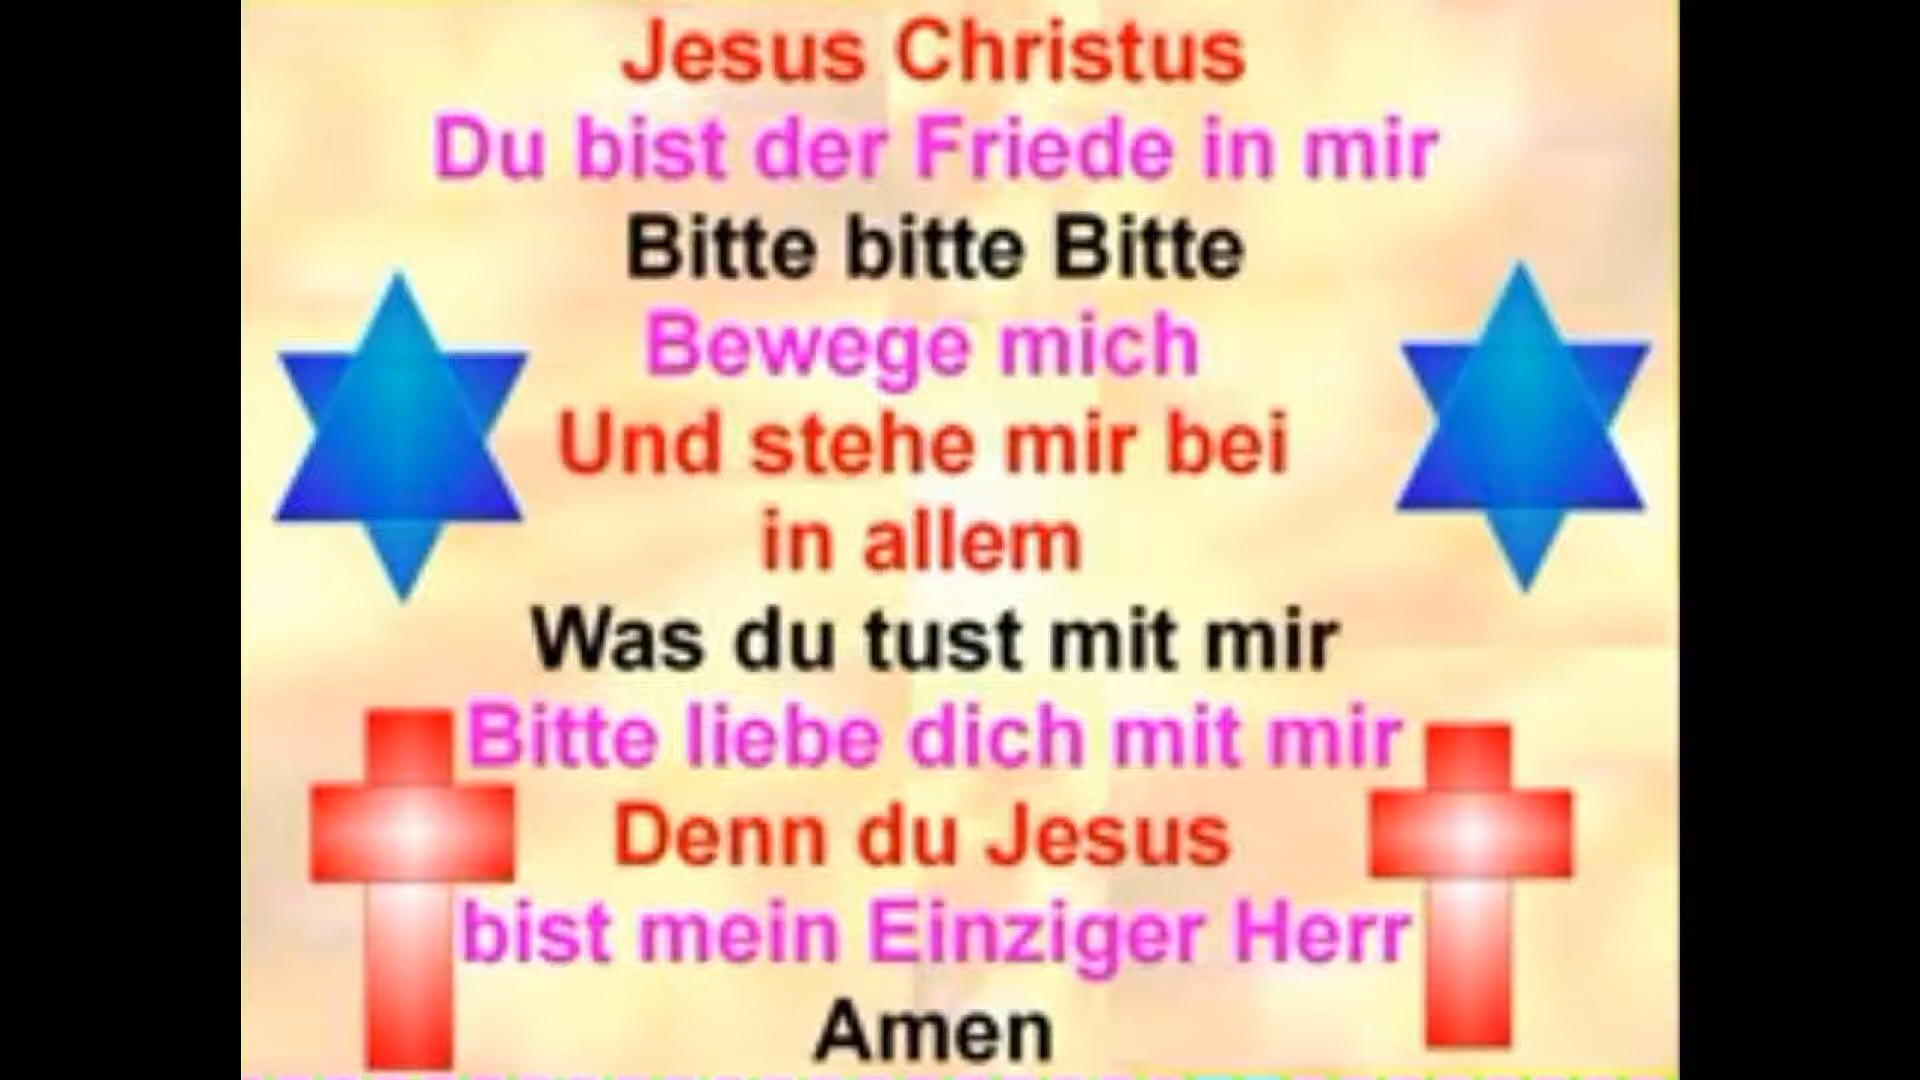 Jesus Christus
Du bist der Friede in mir
Bitte bitte Bitte
Bewege mich
Und stehe mir bei
in allem
Was du tust mit mir
Bitte liebe dich mit mir
Denn du Jesus
bist mein Einziger Herr
Amen